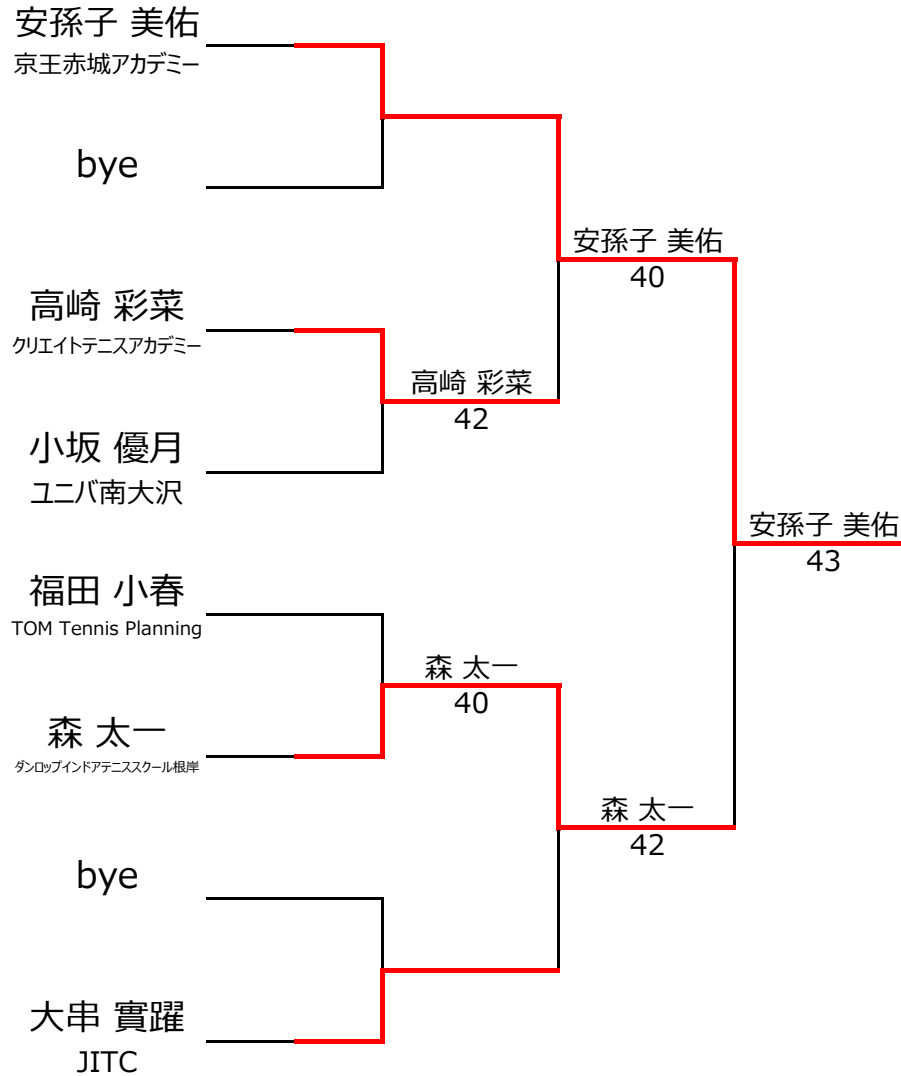 安孫子 美佑
京王赤城アカデミー
bye
安孫子 美佑
40
高崎 彩菜
クリエイトテニスアカデミー
高崎 彩菜
42
小坂 優月
ユニバ南大沢
安孫子 美佑
43
福田 小春
TOM Tennis Planning
森 太一
40
森 太一
ダンロップインドアテニススクール根岸
森 太一
42
bye
大串 實躍
JITC